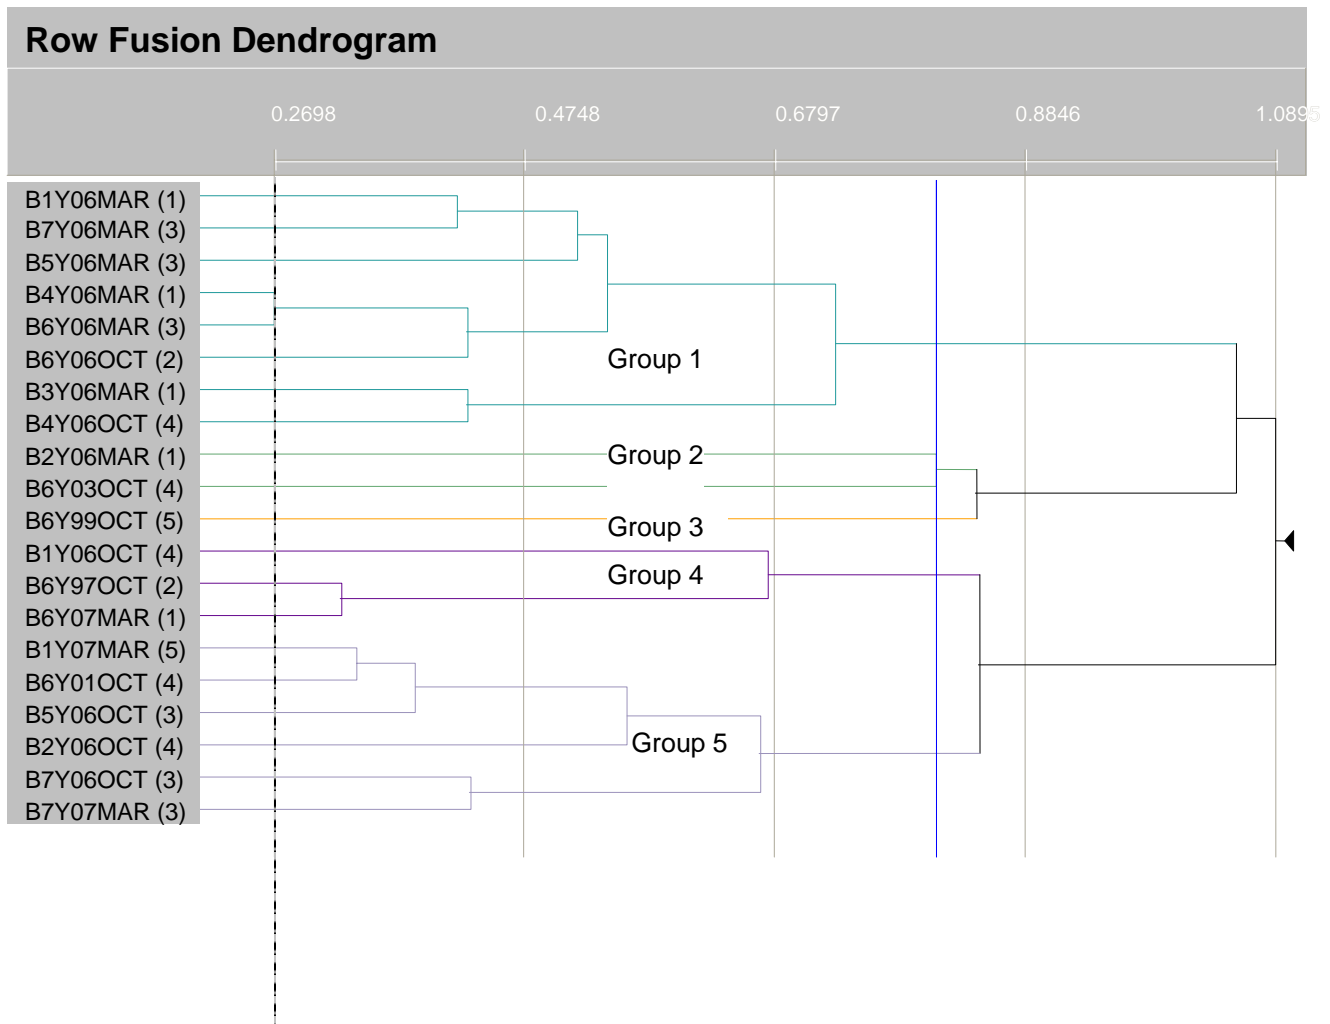 Row Fusion Dendrogram
0.2698 0.4748 0.6797 0.8846 1.0895
B1Y06MAR (1)
B7Y06MAR (3)
B5Y06MAR (3)
B4Y06MAR (1)
B6Y06MAR (3)
B6Y06OCT (2)
Group 1
B3Y06MAR (1)
B4Y06OCT (4)
B2Y06MAR (1)
Group 2
B6Y03OCT (4)
B6Y99OCT (5)
Group 3
B1Y06OCT (4)
Group 4
B6Y97OCT (2)
B6Y07MAR (1)
B1Y07MAR (5)
B6Y01OCT (4)
B5Y06OCT (3)
B2Y06OCT (4)
Group 5
B7Y06OCT (3)
B7Y07MAR (3)